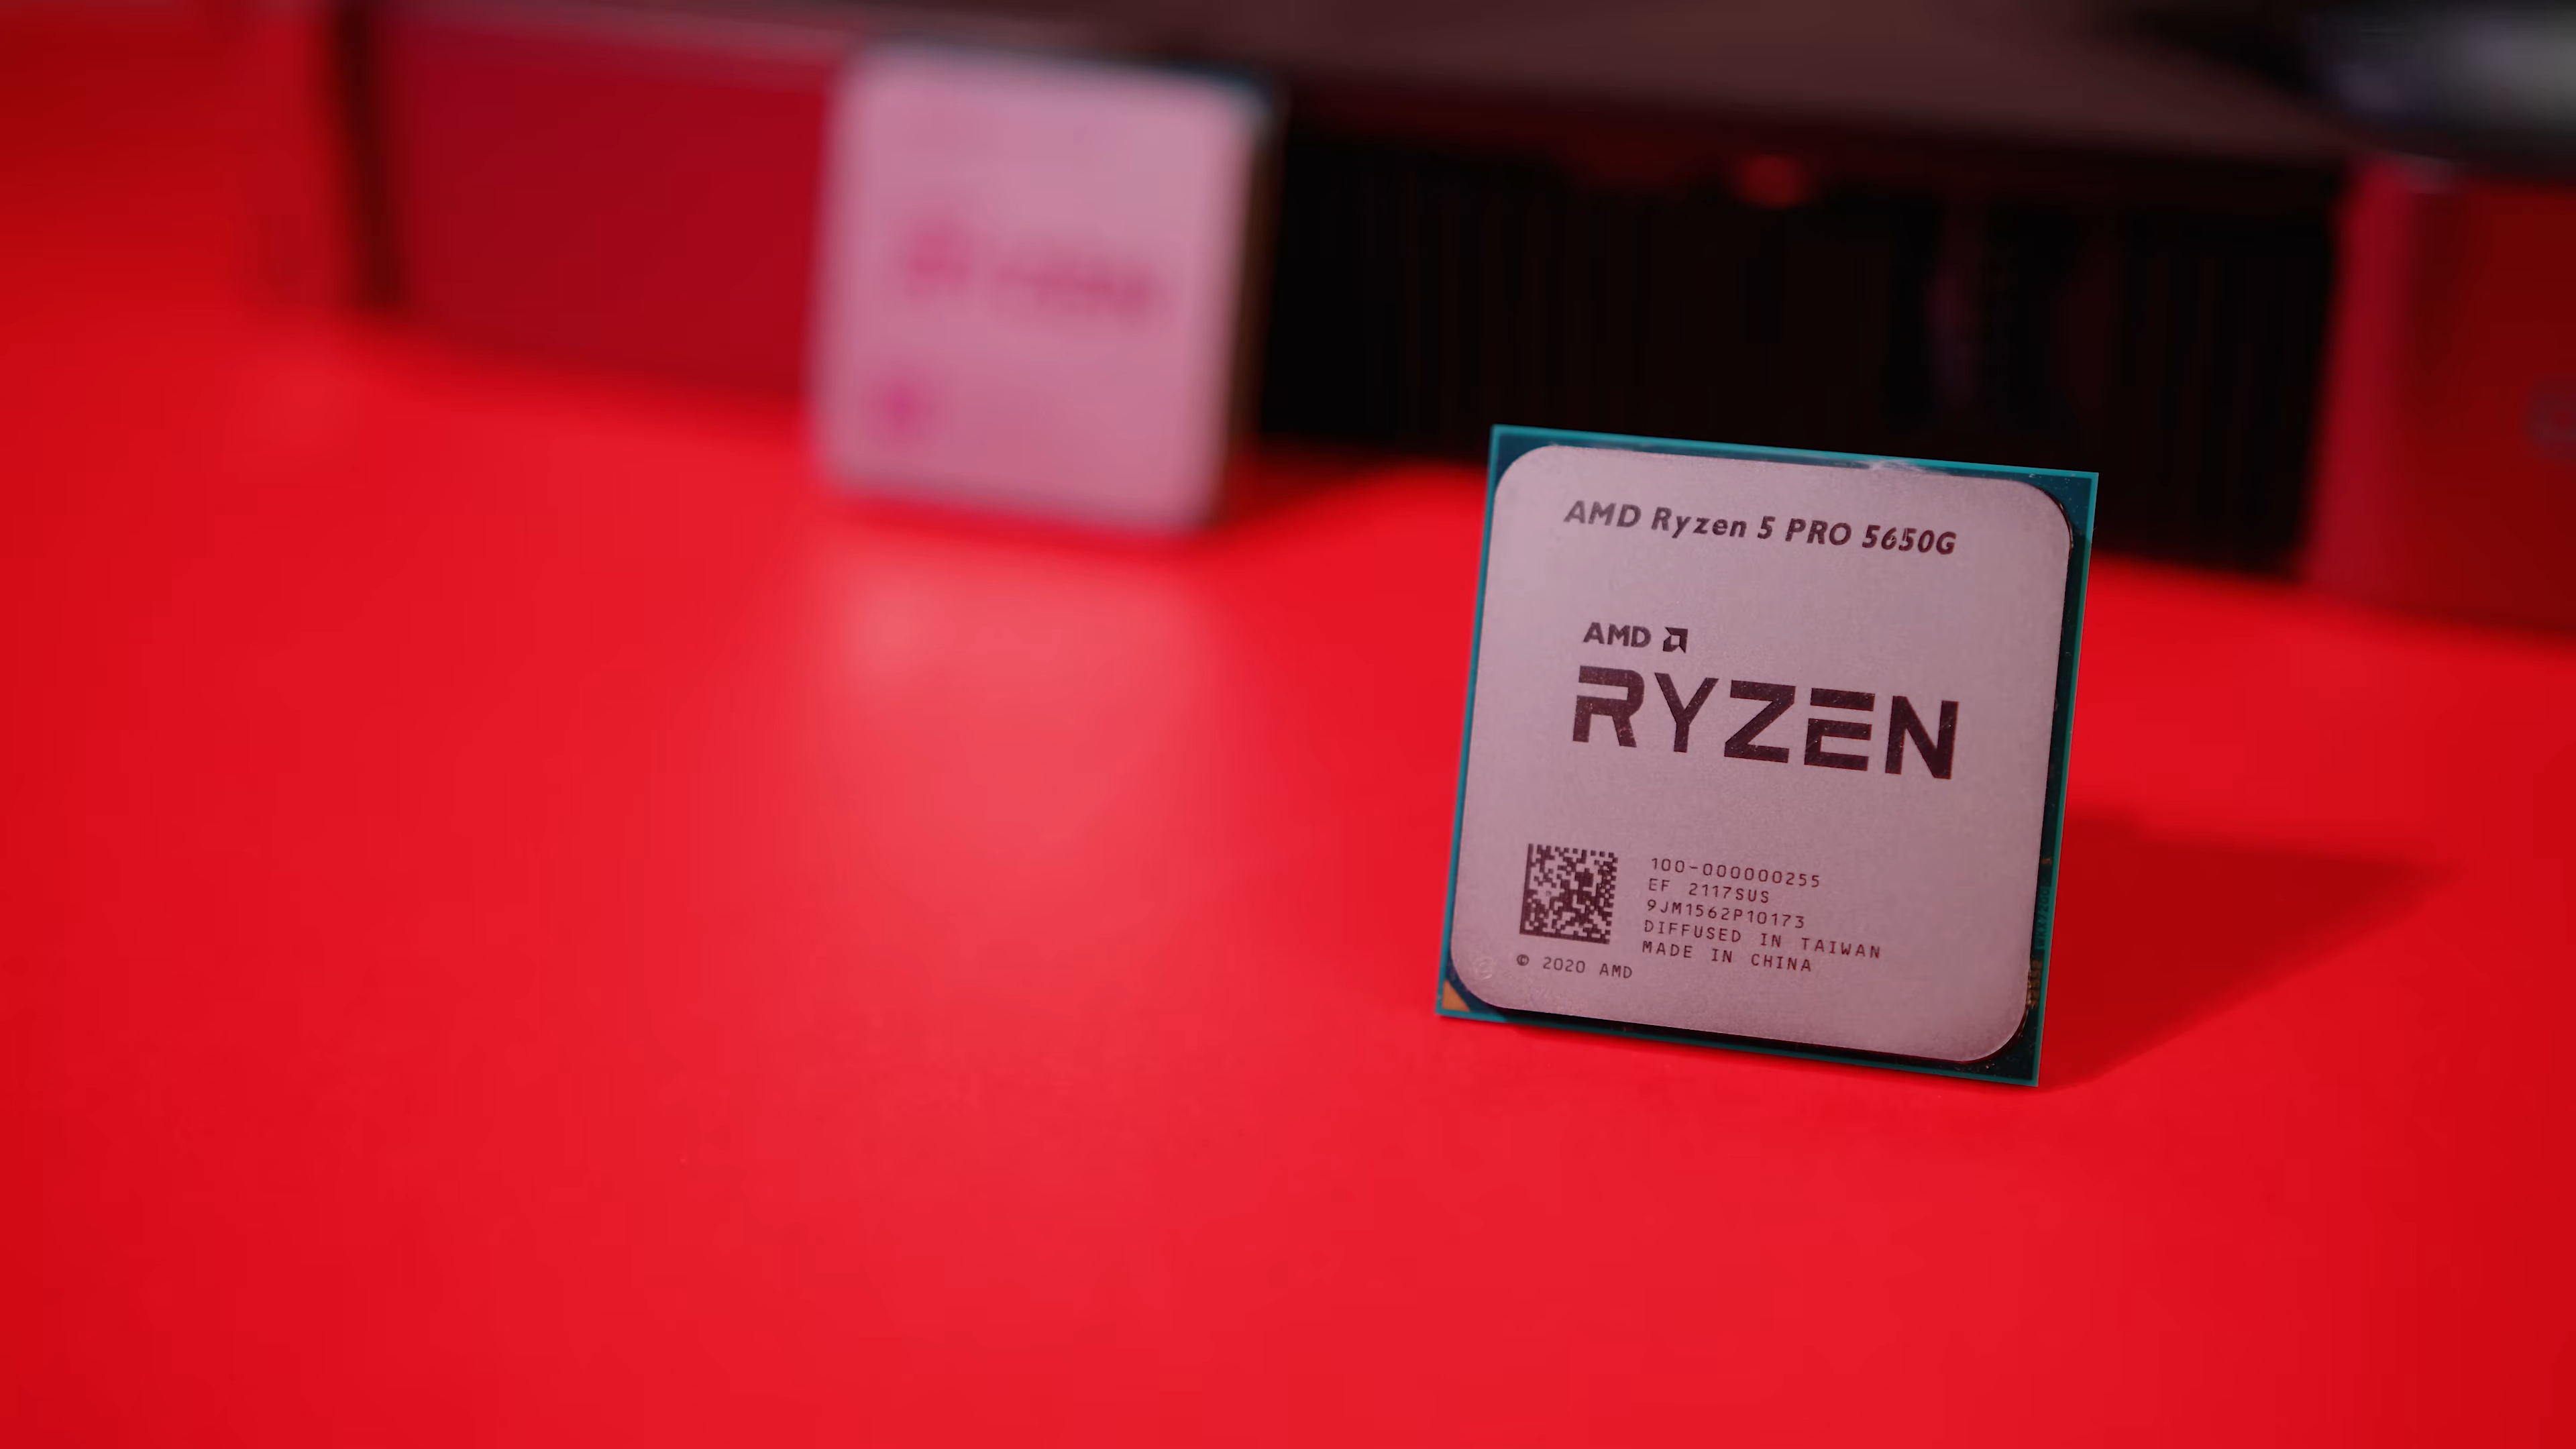 AMD Ryzen 5 PRO 5650G
AMD
RYZEN
100-000000255
EF 2117SUS
9JM1562P10173
DIFFUSED IN TAIWAN
MADE IN CHINA
© 2020 AMD